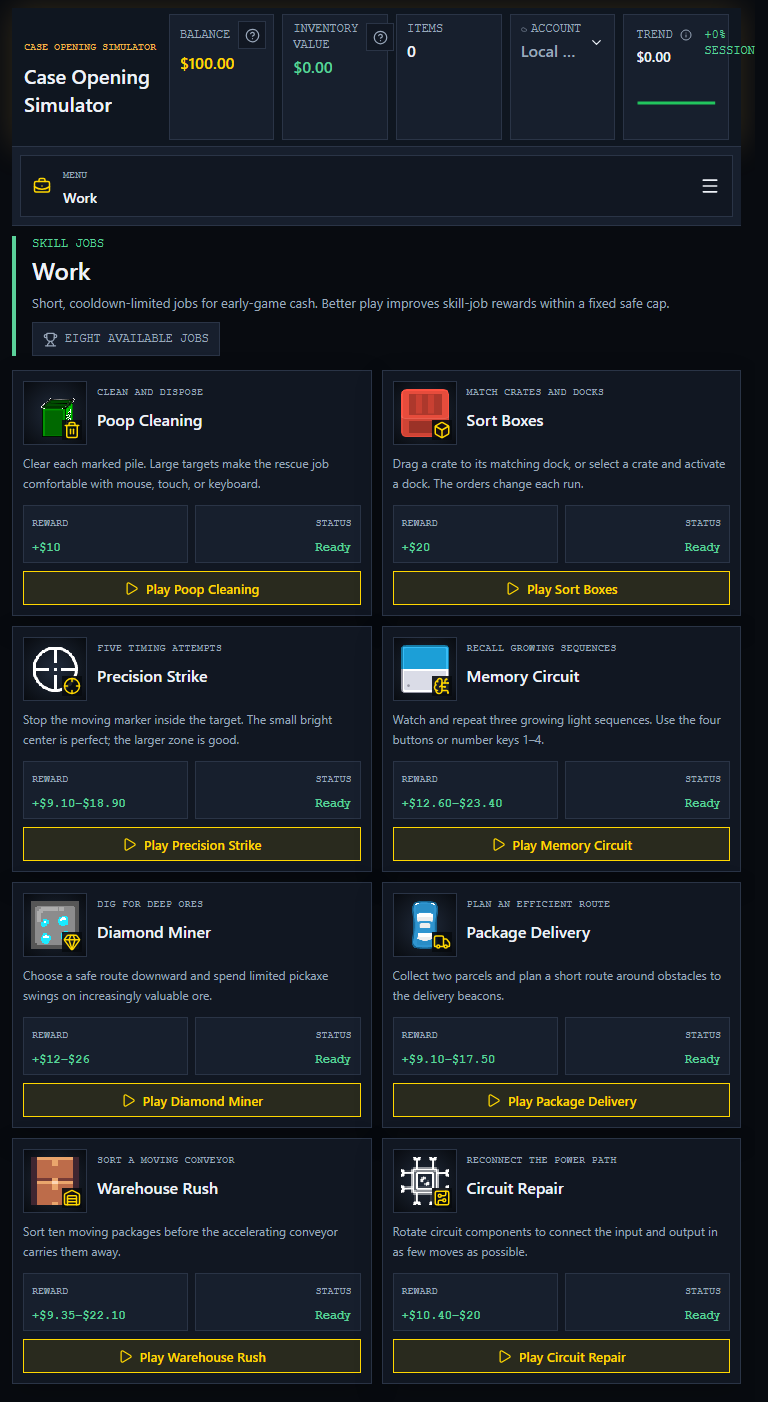 CASE OPENING SIMULATOR
Case Opening
Simulator
BALANCE
$100.00
INVENTORY
VALUE
$0.00
ITEMS
0
ACCOUNT
Local ...
TREND
$0.00
+0%
SESSION
MENU
Work
SKILL JOBS
Work
Short, cooldown-limited jobs for early-game cash. Better play improves skill-job rewards within a fixed safe cap.
EIGHT AVAILABLE JOBS
CLEAN AND DISPOSE
Poop Cleaning
Clear each marked pile. Large targets make the rescue job
comfortable with mouse, touch, or keyboard.
REWARD
+$10
STATUS
Ready
Play Poop Cleaning
MATCH CRATES AND DOCKS
Sort Boxes
Drag a crate to its matching dock, or select a crate and activate
a dock. The orders change each run.
REWARD
+$20
STATUS
Ready
Play Sort Boxes
FIVE TIMING ATTEMPTS
Precision Strike
Stop the moving marker inside the target. The small bright
center is perfect; the larger zone is good.
REWARD
+$9.10–$18.90
STATUS
Ready
Play Precision Strike
RECALL GROWING SEQUENCES
Memory Circuit
Watch and repeat three growing light sequences. Use the four
buttons or number keys 1–4.
REWARD
+$12.60–$23.40
STATUS
Ready
Play Memory Circuit
DIG FOR DEEP ORES
Diamond Miner
Choose a safe route downward and spend limited pickaxe
swings on increasingly valuable ore.
REWARD
+$12–$26
STATUS
Ready
Play Diamond Miner
PLAN AN EFFICIENT ROUTE
Package Delivery
Collect two parcels and plan a short route around obstacles to
the delivery beacons.
REWARD
+$9.10–$17.50
STATUS
Ready
Play Package Delivery
SORT A MOVING CONVEYOR
Warehouse Rush
Sort ten moving packages before the accelerating conveyor
carries them away.
REWARD
+$9.35–$22.10
STATUS
Ready
Play Warehouse Rush
RECONNECT THE POWER PATH
Circuit Repair
Rotate circuit components to connect the input and output in
as few moves as possible.
REWARD
+$10.40–$20
STATUS
Ready
Play Circuit Repair